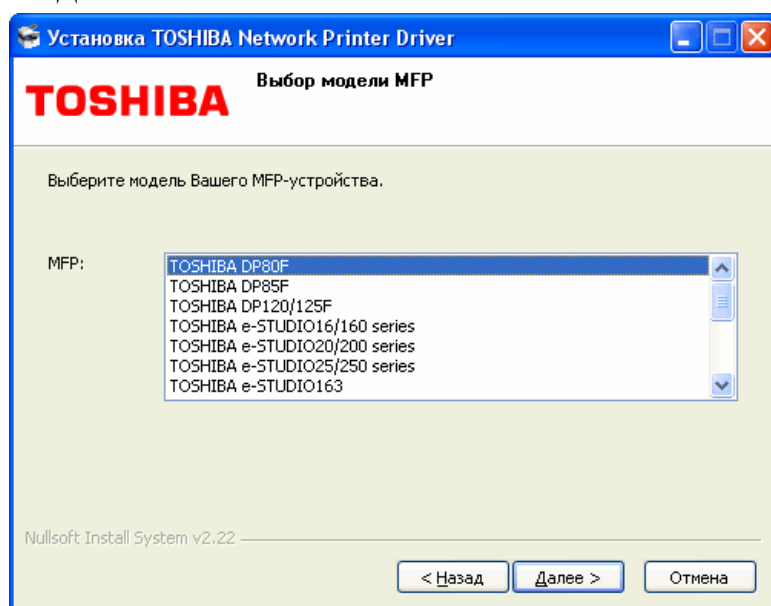 Установка TOSHIBA Network Printer Driver
TOSHIBA
Выбор модели MFP
Выберите модель Вашего MFP-устройства.
MFP:
TOSHIBA DP80F
TOSHIBA DP85F
TOSHIBA DP120/125F
TOSHIBA e-STUDIO16/160 series
TOSHIBA e-STUDIO20/200 series
TOSHIBA e-STUDIO25/250 series
TOSHIBA e-STUDIO163
Nullsoft Install System v2.22
< Назад Далее > Отмена